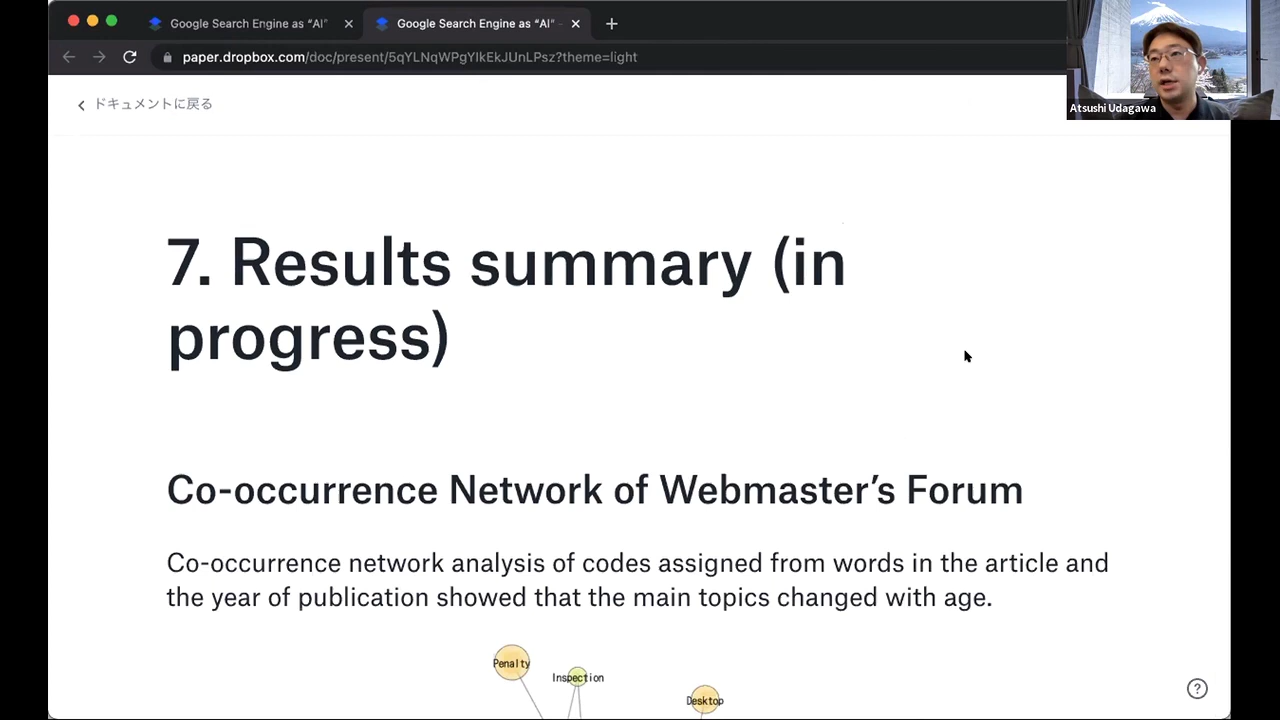 Google Search Engine as “AI”
Google Search Engine as “AI” -
paper.dropbox.com/doc/present/5qYLNqWPgYIkEkJUnLPsz?theme=light
Atsushi Udagawa
ドキュメントに戻る
7. Results summary (in
progress)
Co-occurrence Network of Webmaster’s Forum
Co-occurrence network analysis of codes assigned from words in the article and
the year of publication showed that the main topics changed with age.
Penalty
Inspection
Desktop
?